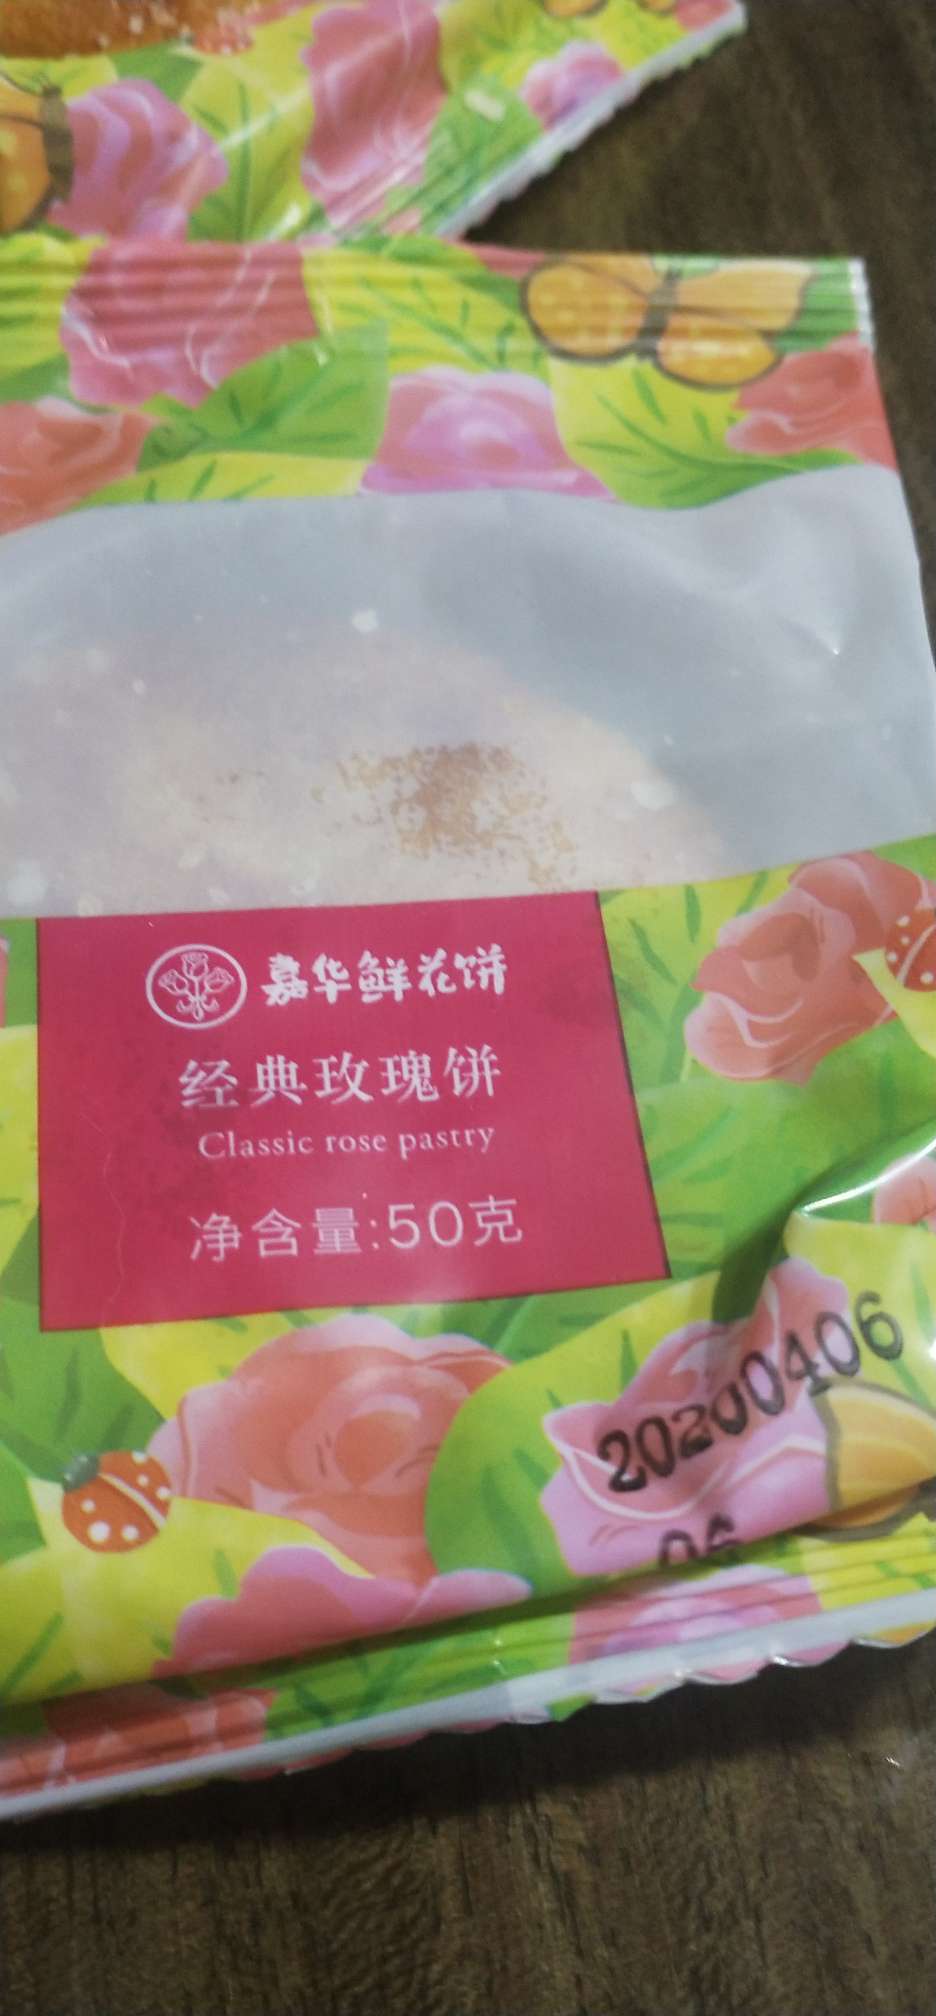 嘉华鲜花饼
经典玫瑰饼
Classic rose pastry
净含量:50克
20200406
06